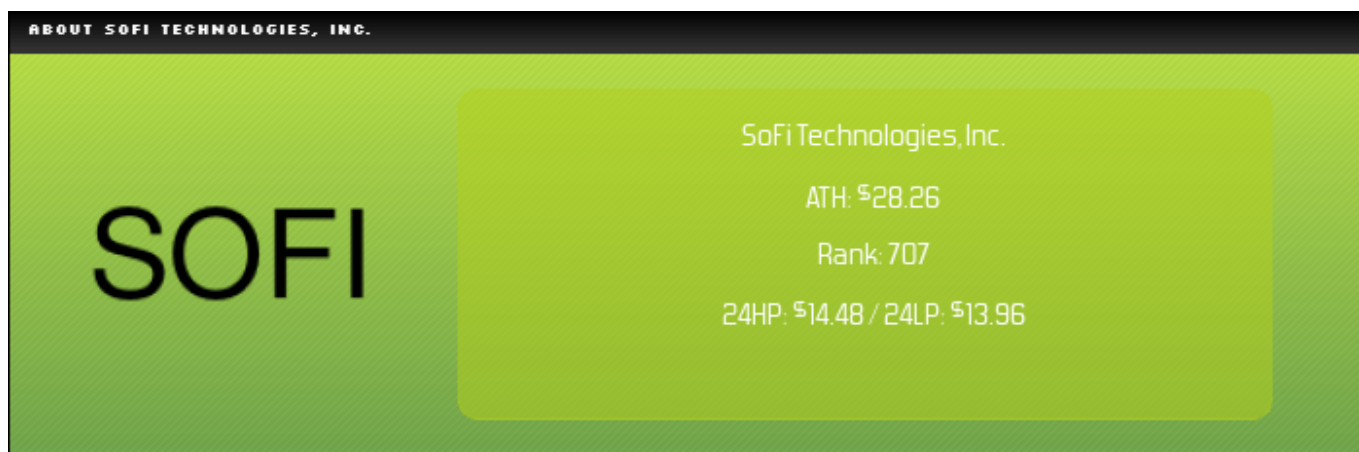 ABOUT SOFI TECHNOLOGIES, INC.
SOFI
SoFi Technologies, Inc.
ATH: $28.26
Rank: 707
24HP: $14.48 / 24LP: $13.96